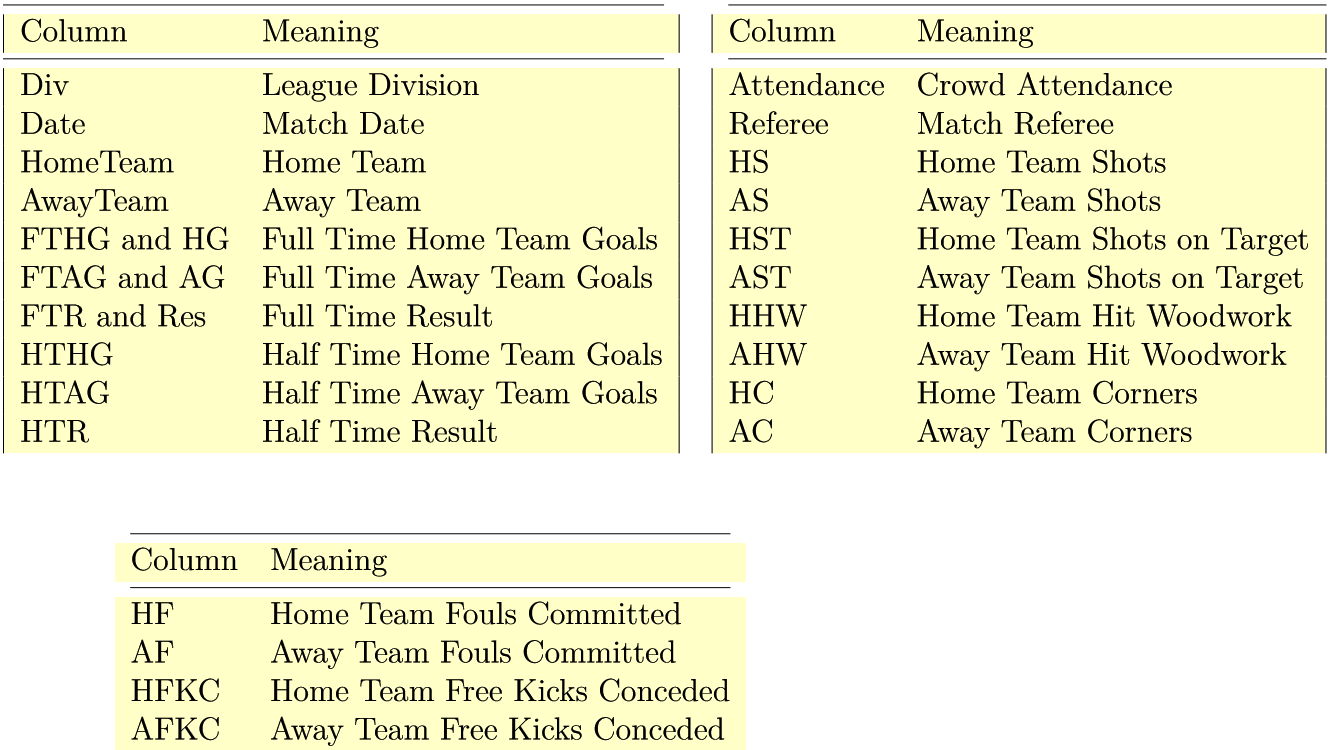 Column Meaning
Div League Division
Date Match Date
HomeTeam Home Team
AwayTeam Away Team
FTHG and HG Full Time Home Team Goals
FTAG and AG Full Time Away Team Goals
FTR and Res Full Time Result
HTHG Half Time Home Team Goals
HTAG Half Time Away Team Goals
HTR Half Time Result
Column Meaning
Attendance Crowd Attendance
Referee Match Referee
HS Home Team Shots
AS Away Team Shots
HST Home Team Shots on Target
AST Away Team Shots on Target
HHW Home Team Hit Woodwork
AHW Away Team Hit Woodwork
HC Home Team Corners
AC Away Team Corners
Column Meaning
HF Home Team Fouls Committed
AF Away Team Fouls Committed
HFKC Home Team Free Kicks Conceded
AFKC Away Team Free Kicks Conceded